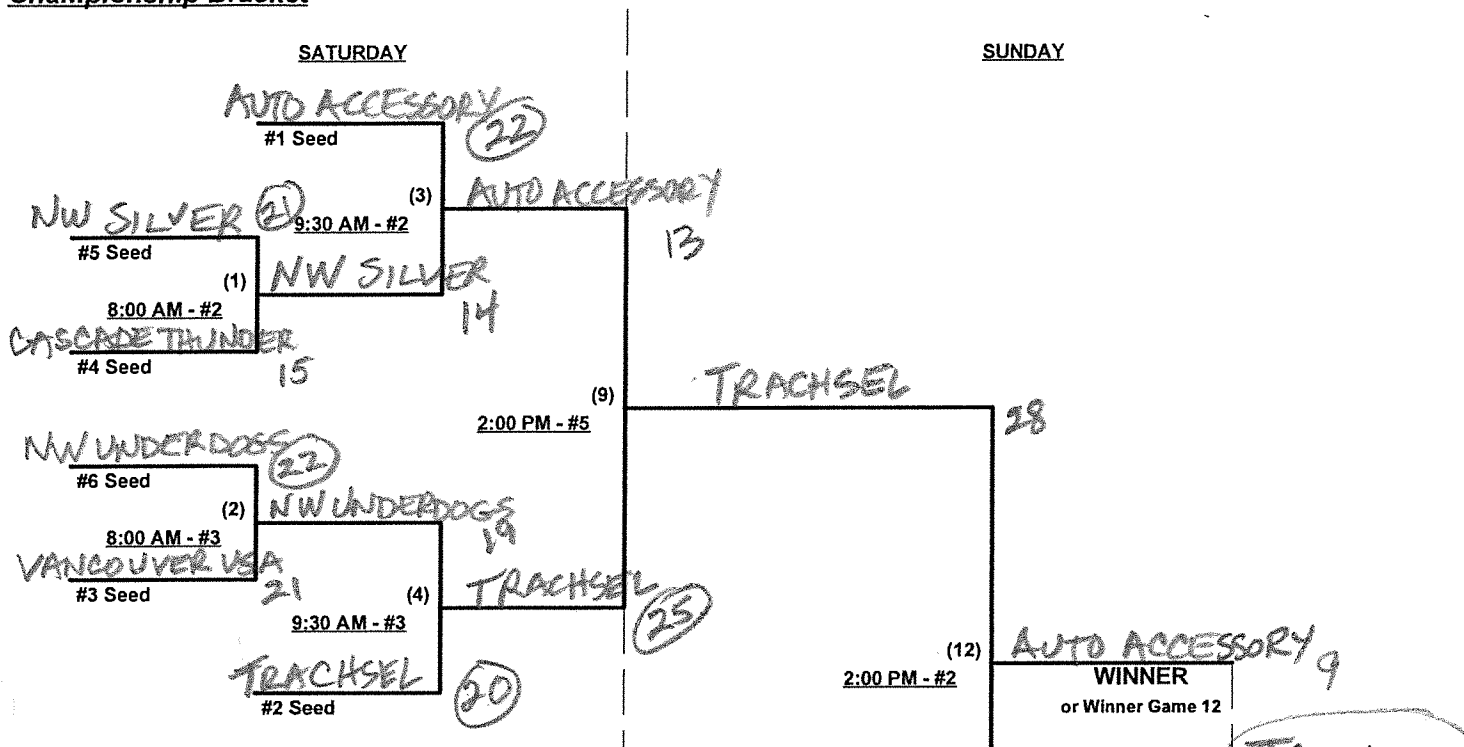 SATURDAY
SUNDAY
AUTO ACCESSORY
22
#1 Seed
(3)
AUTO ACCESSORY
NW SILVER 21
9:30 AM - #2
13
#5 Seed
(1)
NW SILVER
8:00 AM - #2
14
CASCADE THUNDER
#4 Seed
15
TRACHSEL
(9)
28
2:00 PM - #5
NW UNDERDOGS
22
#6 Seed
(2)
NW UNDERDOGS
8:00 AM - #3
19
VANCOUVER USA
21
#3 Seed
(4)
TRACHSEL
25
9:30 AM - #3
(12)
AUTO ACCESSORY 9
TRACHSEL
20
2:00 PM - #2
WINNER
#2 Seed
or Winner Game 12